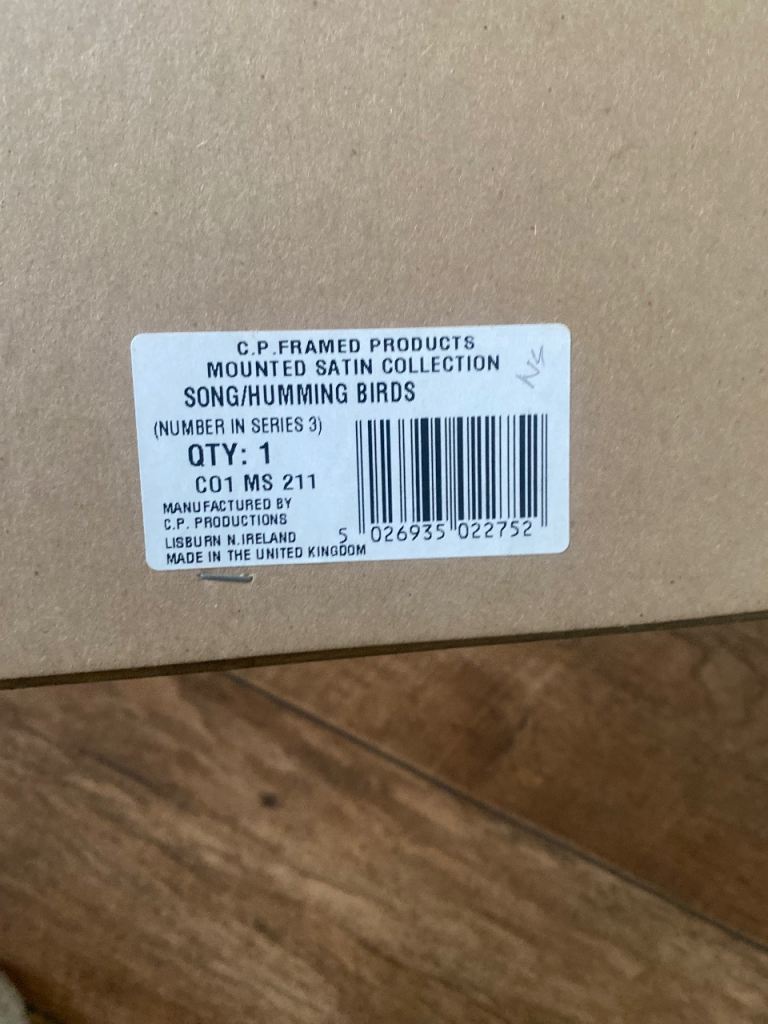 C.P.FRAMED PRODUCTS
MOUNTED SATIN COLLECTION
SONG/HUMMING BIRDS
(NUMBER IN SERIES 3)
QTY: 1
CO1 MS 211
MANUFACTURED BY
C.P. PRODUCTIONS
LISBURN N.IRELAND
MADE IN THE UNITED KINGDOM
5 026935 022752